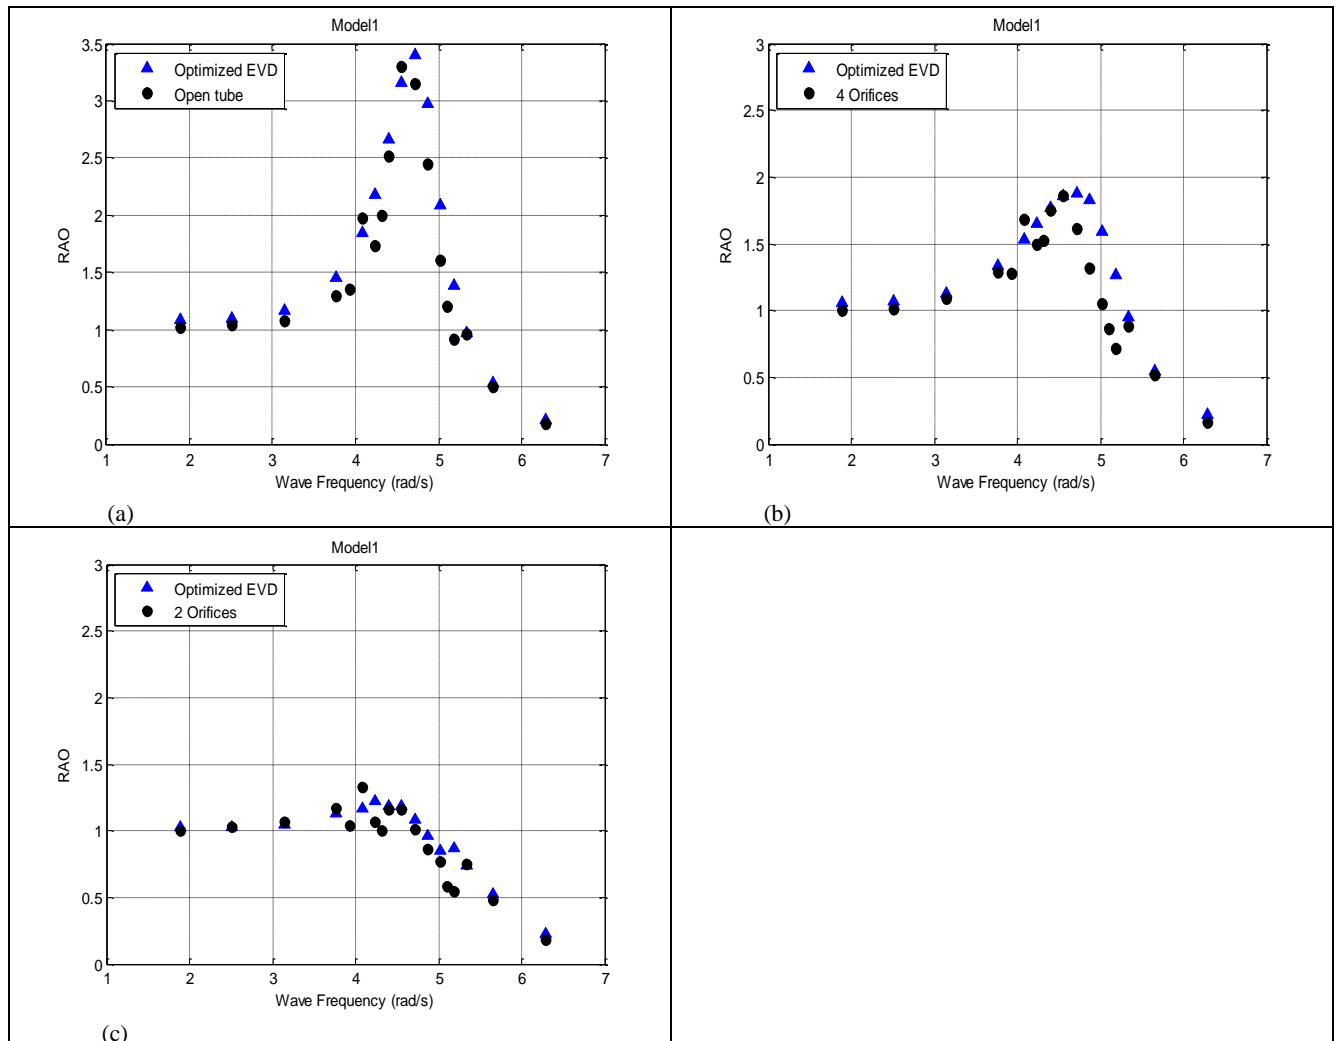 Model1
3.5
3
2.5
2
1.5
1
0.5
0
Optimized EVD
Open tube
RAO
1 2 3 4 5 6 7
Wave Frequency (rad/s)
(a)
Model1
3
2.5
2
1.5
1
0.5
0
Optimized EVD
4 Orifices
RAO
1 2 3 4 5 6 7
Wave Frequency (rad/s)
(b)
Model1
3
2.5
2
1.5
1
0.5
0
Optimized EVD
2 Orifices
RAO
1 2 3 4 5 6 7
Wave Frequency (rad/s)
(c)